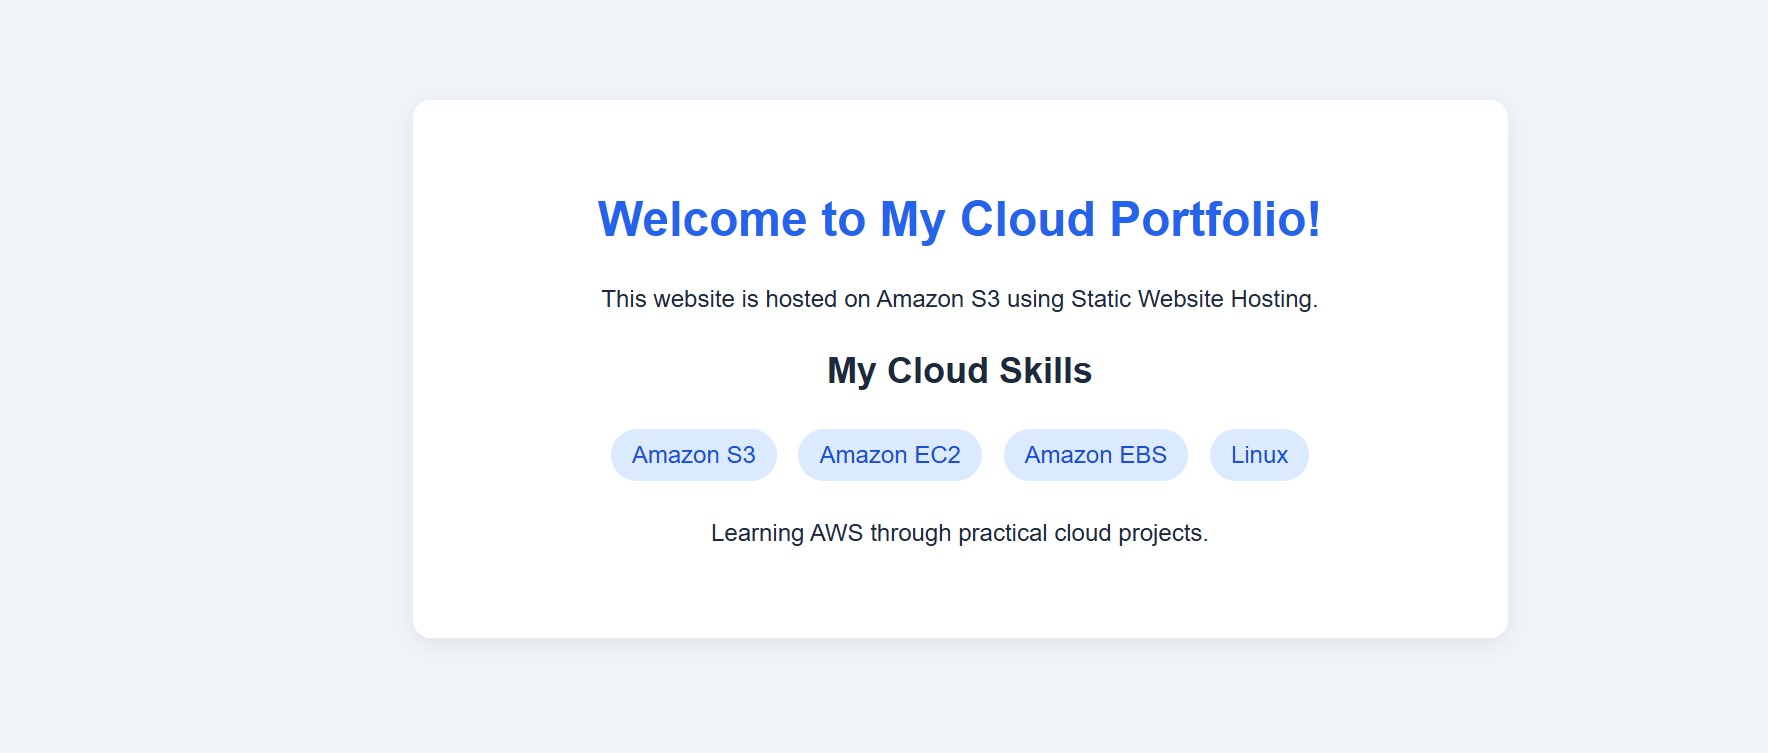 Welcome to My Cloud Portfolio!
This website is hosted on Amazon S3 using Static Website Hosting.
My Cloud Skills
Amazon S3 Amazon EC2 Amazon EBS Linux
Learning AWS through practical cloud projects.